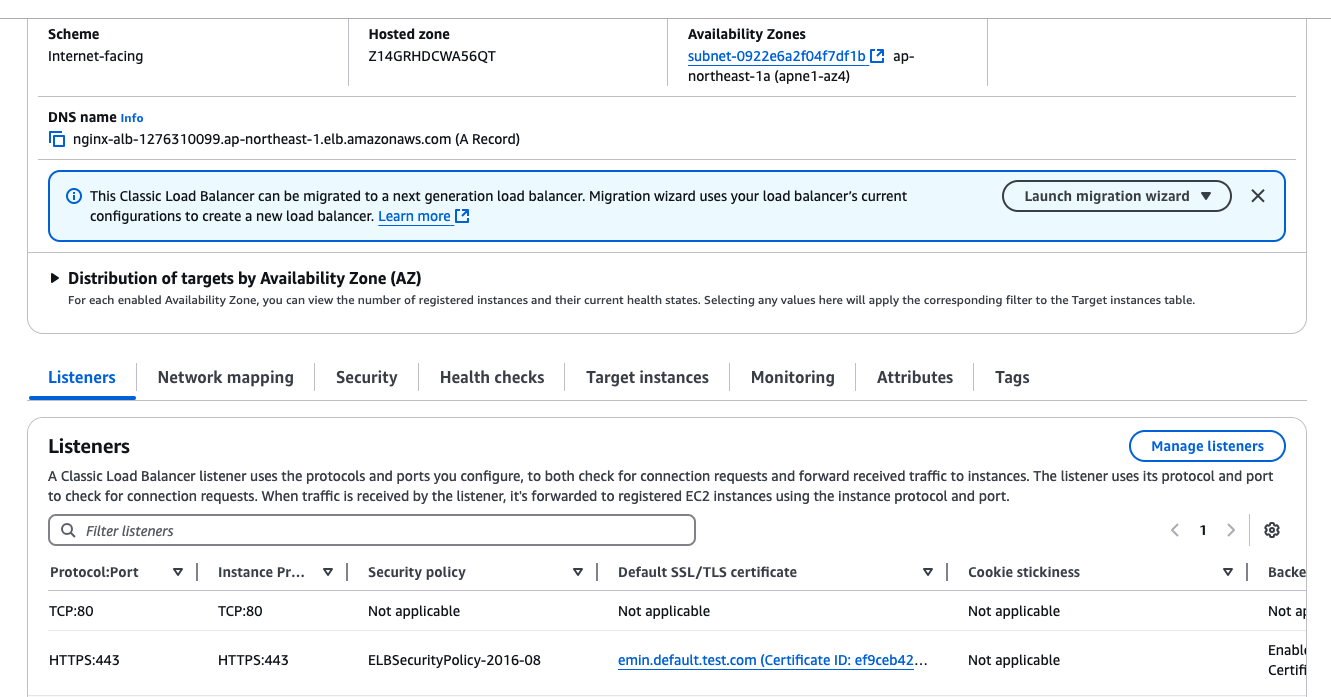 Scheme
Internet-facing
Hosted zone
Z14GRHDCWA56QT
Availability Zones
subnet-0922e6a2f04f7df1b ap-
northeast-1a (apne1-az4)
DNS name Info
nginx-alb-1276310099.ap-northeast-1.elb.amazonaws.com (A Record)
This Classic Load Balancer can be migrated to a next generation load balancer. Migration wizard uses your load balancer’s current
configurations to create a new load balancer. Learn more
Launch migration wizard
Distribution of targets by Availability Zone (AZ)
For each enabled Availability Zone, you can view the number of registered instances and their current health states. Selecting any values here will apply the corresponding filter to the Target instances table.
Listeners Network mapping Security Health checks Target instances Monitoring Attributes Tags
Listeners
Manage listeners
A Classic Load Balancer listener uses the protocols and ports you configure, to both check for connection requests and forward received traffic to instances. The listener uses its protocol and port
to check for connection requests. When traffic is received by the listener, it's forwarded to registered EC2 instances using the instance protocol and port.
Filter listeners
1
Protocol:Port Instance Pr... Security policy Default SSL/TLS certificate Cookie stickiness Backe
TCP:80 TCP:80 Not applicable Not applicable Not applicable Not ap
HTTPS:443 HTTPS:443 ELBSecurityPolicy-2016-08 emin.default.test.com (Certificate ID: ef9ceb42... Not applicable Enable
Certifi